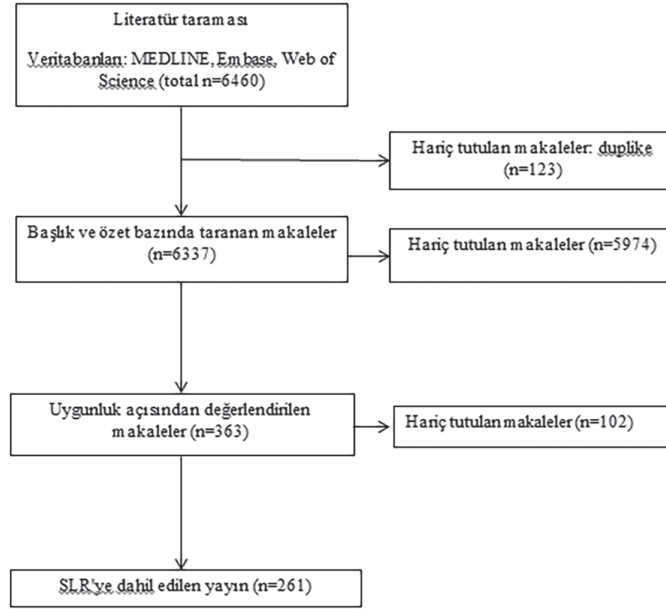 Literatür taraması
Veritabanları: MEDLINE, Embase, Web of
Science (total n=6460)
Hariç tutulan makaleler: duplike
(n=123)
Başlık ve özet bazında taranan makaleler
(n=6337)
Hariç tutulan makaleler (n=5974)
Uygunluk açısından değerlendirilen
makaleler (n=363)
Hariç tutulan makaleler (n=102)
SLR'ye dahil edilen yayın (n=261)